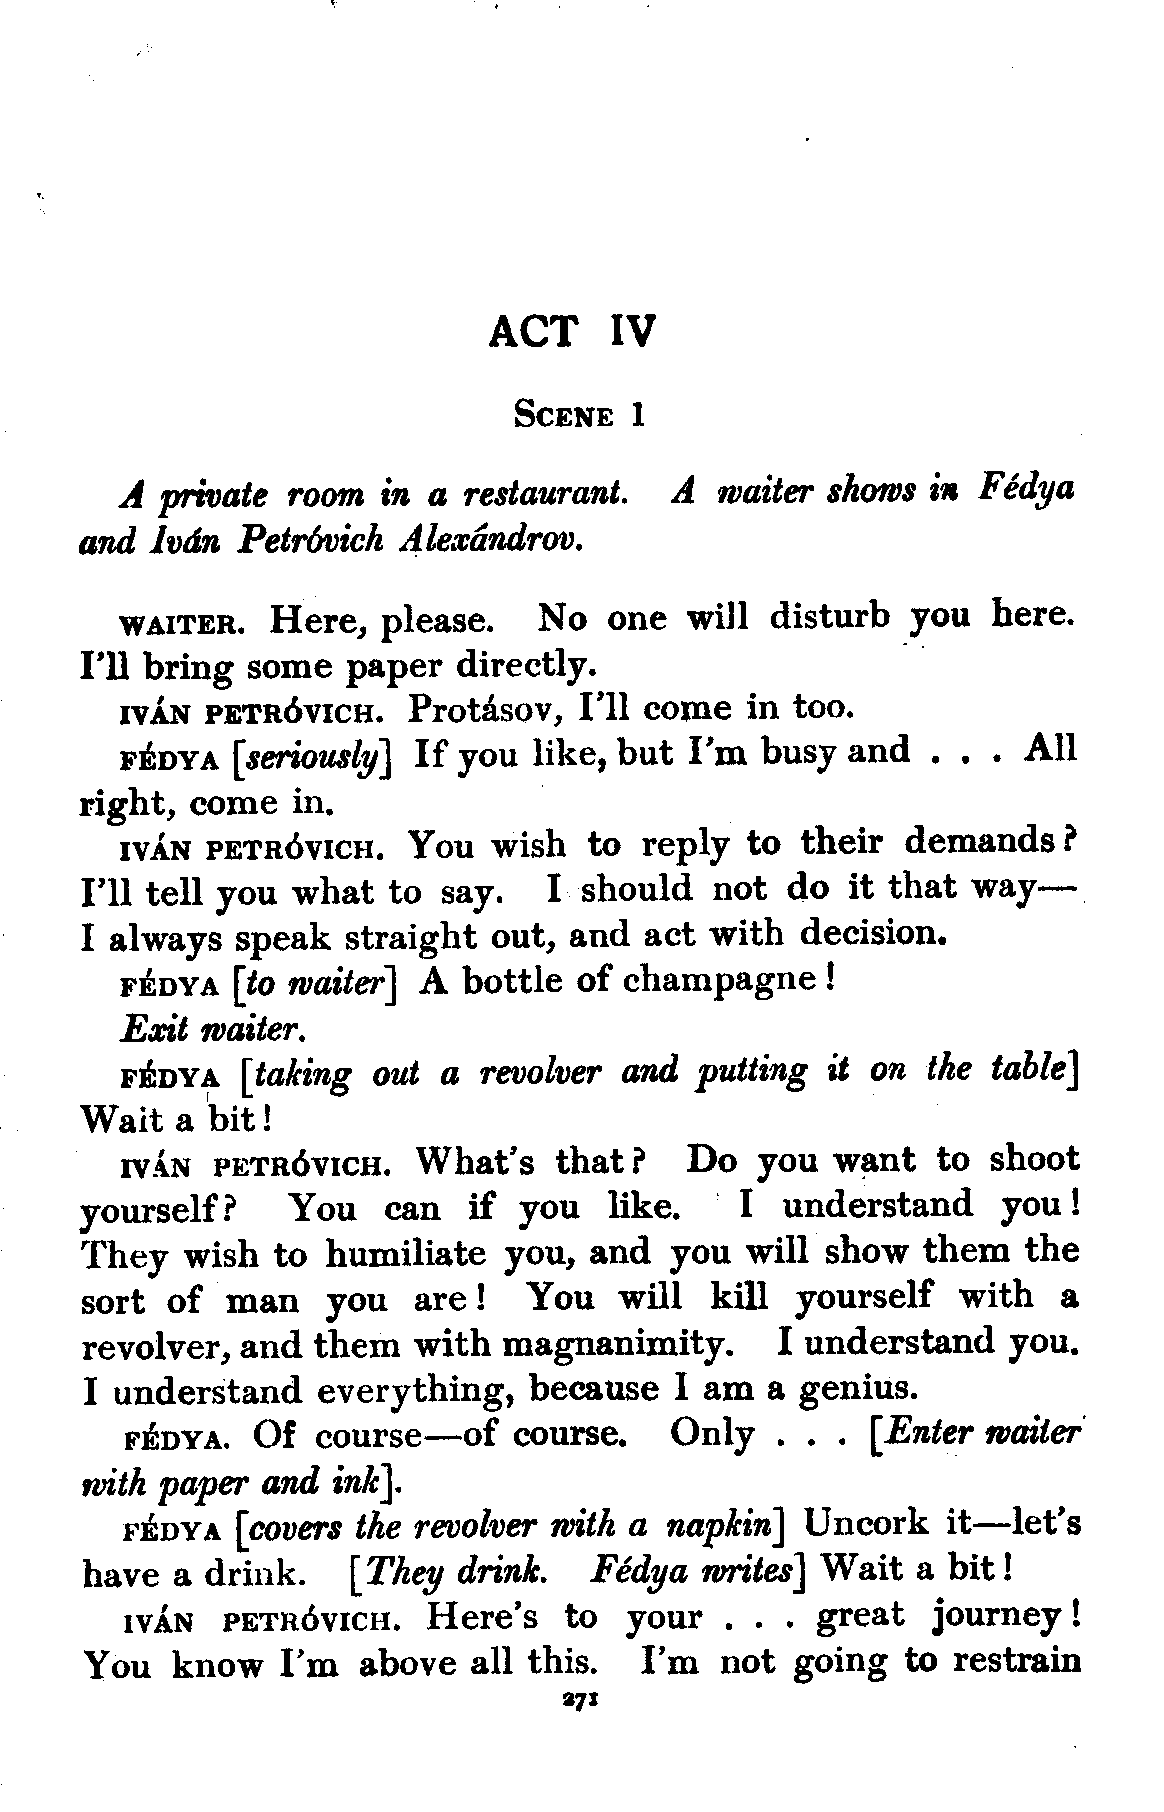 ACT IV
SCENE 1
A private room in a restaurant. A waiter shows in Fédya
and Iván Petróvich Alexándrov.
WAITER. Here, please. No one will disturb you here.
I'll bring some paper directly.
IVÁN PETRÓVICH. Protásov, I'll come in too.
FÉDYA [seriously] If you like, but I'm busy and . . . All
right, come in.
IVÁN PETRÓVICH. You wish to reply to their demands?
I'll tell you what to say. I should not do it that way—
I always speak straight out, and act with decision.
FÉDYA [to waiter] A bottle of champagne!
Exit waiter.
FÉDYA [taking out a revolver and putting it on the table]
Wait a bit!
IVÁN PETRÓVICH. What's that? Do you want to shoot
yourself? You can if you like. I understand you!
They wish to humiliate you, and you will show them the
sort of man you are! You will kill yourself with a
revolver, and them with magnanimity. I understand you.
I understand everything, because I am a genius.
FÉDYA. Of course—of course. Only . . . [Enter waiter
with paper and ink].
FÉDYA [covers the revolver with a napkin] Uncork it—let's
have a drink. [They drink. Fédya writes] Wait a bit!
IVÁN PETRÓVICH. Here's to your . . . great journey!
You know I'm above all this. I'm not going to restrain
271